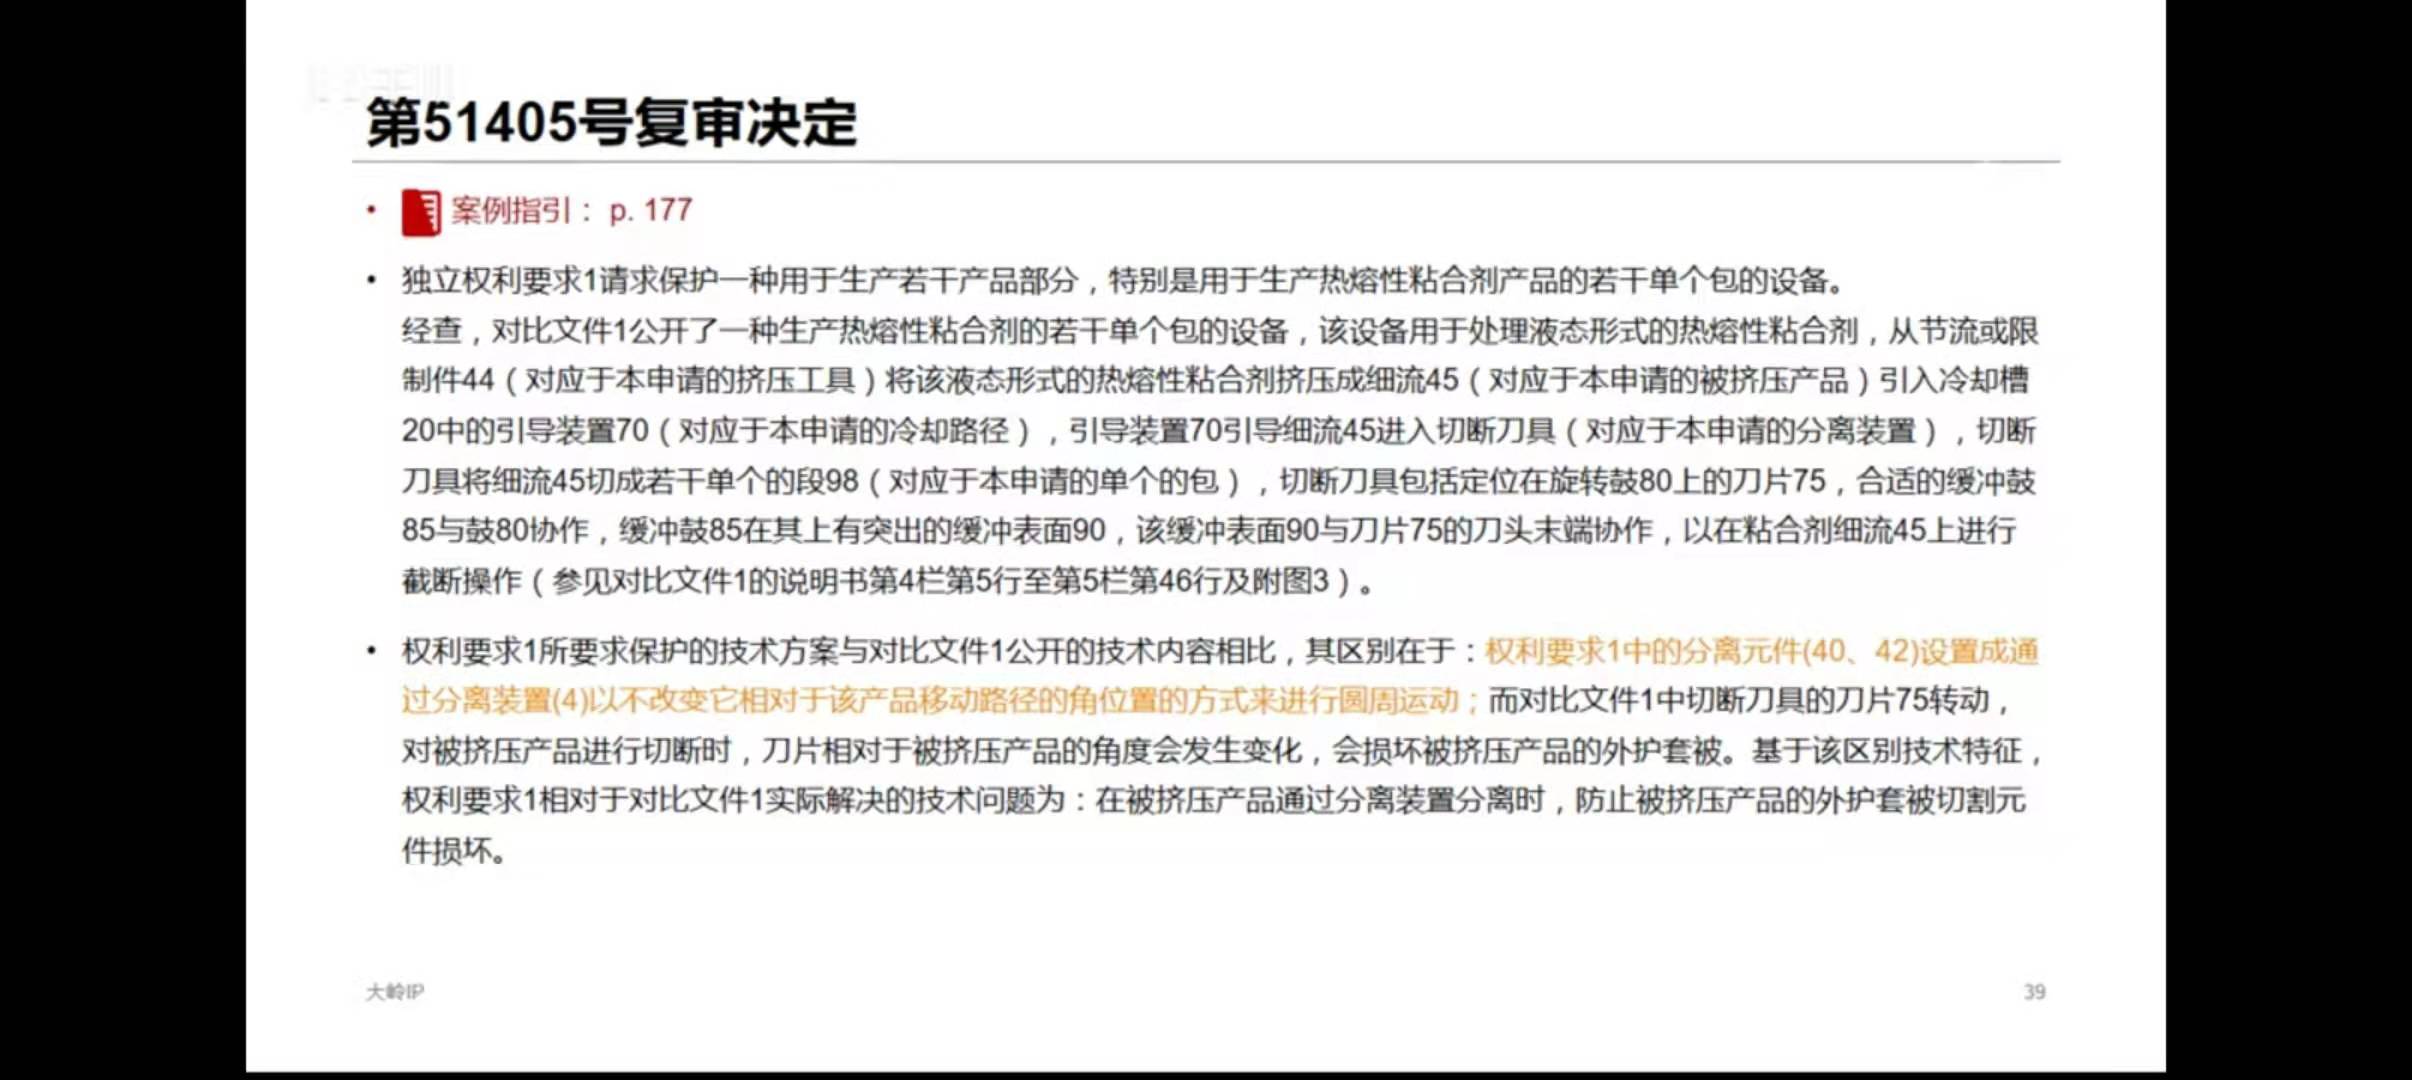 第51405号复审决定
• 案例指引： p. 177
• 独立权利要求1请求保护一种用于生产若干产品部分，特别是用于生产热熔性粘合剂产品的若干单个包的设备。
经查，对比文件1公开了一种生产热熔性粘合剂的若干单个包的设备，该设备用于处理液态形式的热熔性粘合剂，从节流或限
制件44（对应于本申请的挤压工具）将该液态形式的热熔性粘合剂挤压成细流45（对应于本申请的被挤压产品）引入冷却槽
20中的引导装置70（对应于本申请的冷却路径），引导装置70引导细流45进入切断刀具（对应于本申请的分离装置），切断
刀具将细流45切成若干单个的段98（对应于本申请的单个的包），切断刀具包括定位在旋转鼓80上的刀片75，合适的缓冲鼓
85与鼓80协作，缓冲鼓85在其上有突出的缓冲表面90，该缓冲表面90与刀片75的刀头末端协作，以在粘合剂细流45上进行
截断操作（参见对比文件1的说明书第4栏第5行至第5栏第46行及附图3）。
• 权利要求1所要求保护的技术方案与对比文件1公开的技术内容相比，其区别在于：权利要求1中的分离元件(40、42)设置成通
过分离装置(4)以不改变它相对于该产品移动路径的角位置的方式来进行圆周运动；而对比文件1中切断刀具的刀片75转动，
对被挤压产品进行切断时，刀片相对于被挤压产品的角度会发生变化，会损坏被挤压产品的外护套被。基于该区别技术特征，
权利要求1相对于对比文件1实际解决的技术问题为：在被挤压产品通过分离装置分离时，防止被挤压产品的外护套被切割元
件损坏。
大岭IP
39